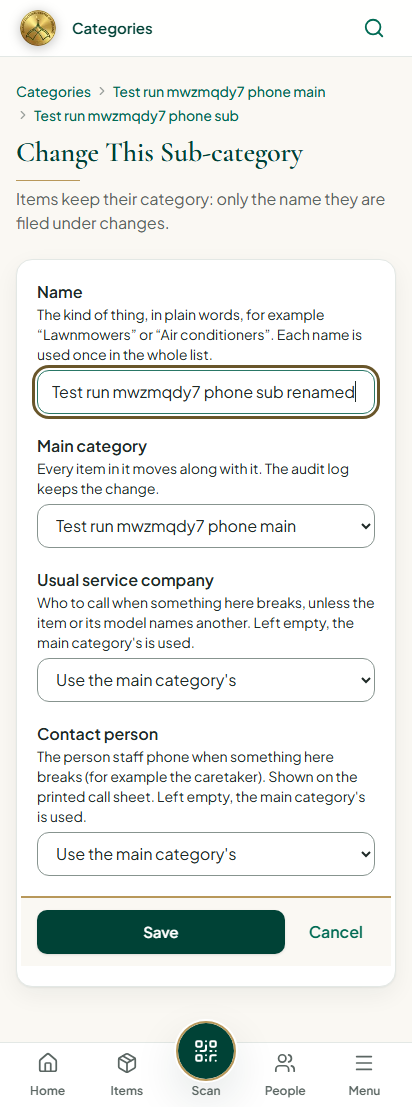 Categories
Categories > Test run mwzmqdy7 phone main
> Test run mwzmqdy7 phone sub
Change This Sub-category
Items keep their category: only the name they are
filed under changes.
Name
The kind of thing, in plain words, for example
“Lawnmowers” or “Air conditioners”. Each name is
used once in the whole list.
Test run mwzmqdy7 phone sub renamed
Main category
Every item in it moves along with it. The audit log
keeps the change.
Test run mwzmqdy7 phone main
Usual service company
Who to call when something here breaks, unless the
item or its model names another. Left empty, the
main category's is used.
Use the main category's
Contact person
The person staff phone when something here
breaks (for example the caretaker). Shown on the
printed call sheet. Left empty, the main category's
is used.
Use the main category's
Save Cancel
Home Items Scan People Menu